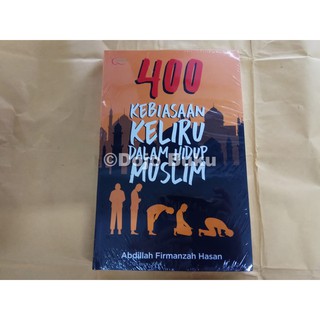 400
KEBIASAAN
KELIRU
DALAM HIDUP
MUSLIM
Abdillah Firmanzah Hasan